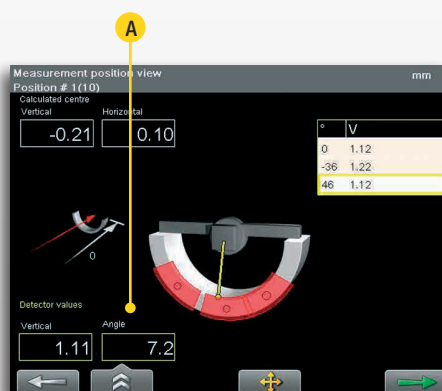 A
Measurement position view mm
Position # 1(10)
Calculated centre
Vertical Horizontal
-0.21 0.10
° V
0 1.12
-36 1.22
46 1.12
0
Detector values
Vertical Angle
1.11 7.2